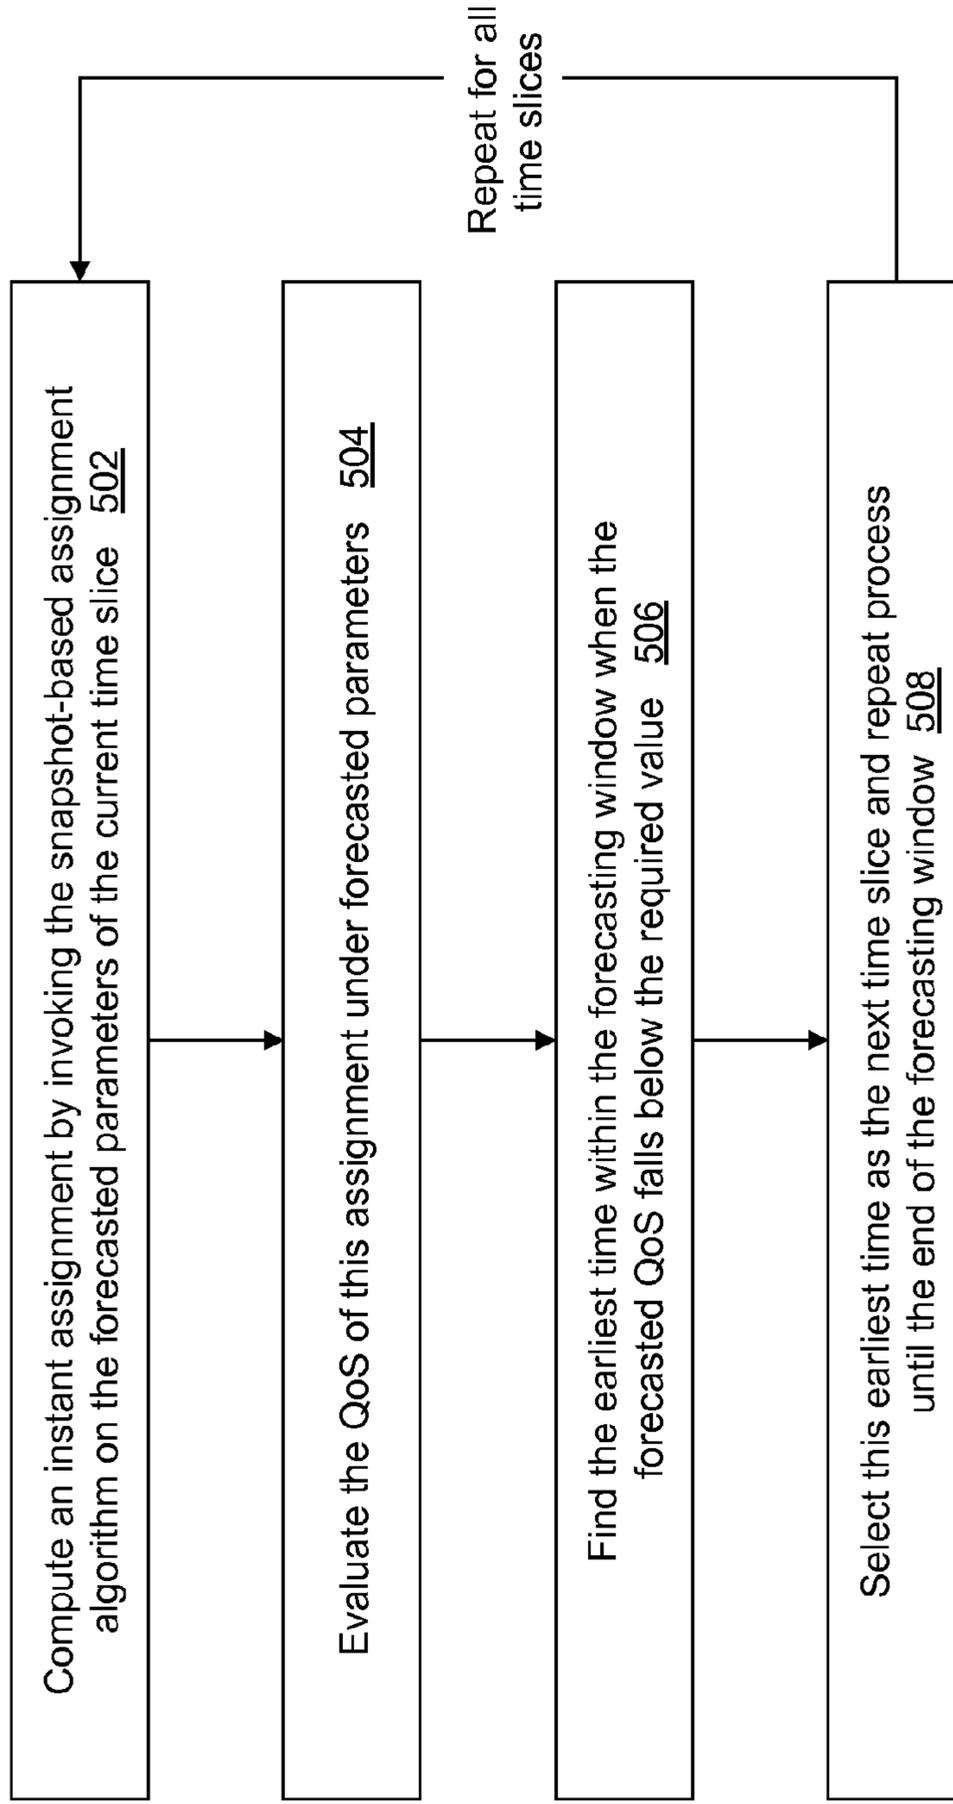 Compute an instant assignment by invoking the snapshot-based assignment
algorithm on the forecasted parameters of the current time slice 502
Evaluate the QoS of this assignment under forecasted parameters 504
Find the earliest time within the forecasting window when the
forecasted QoS falls below the required value 506
Select this earliest time as the next time slice and repeat process
until the end of the forecasting window 508
Repeat for all
time slices